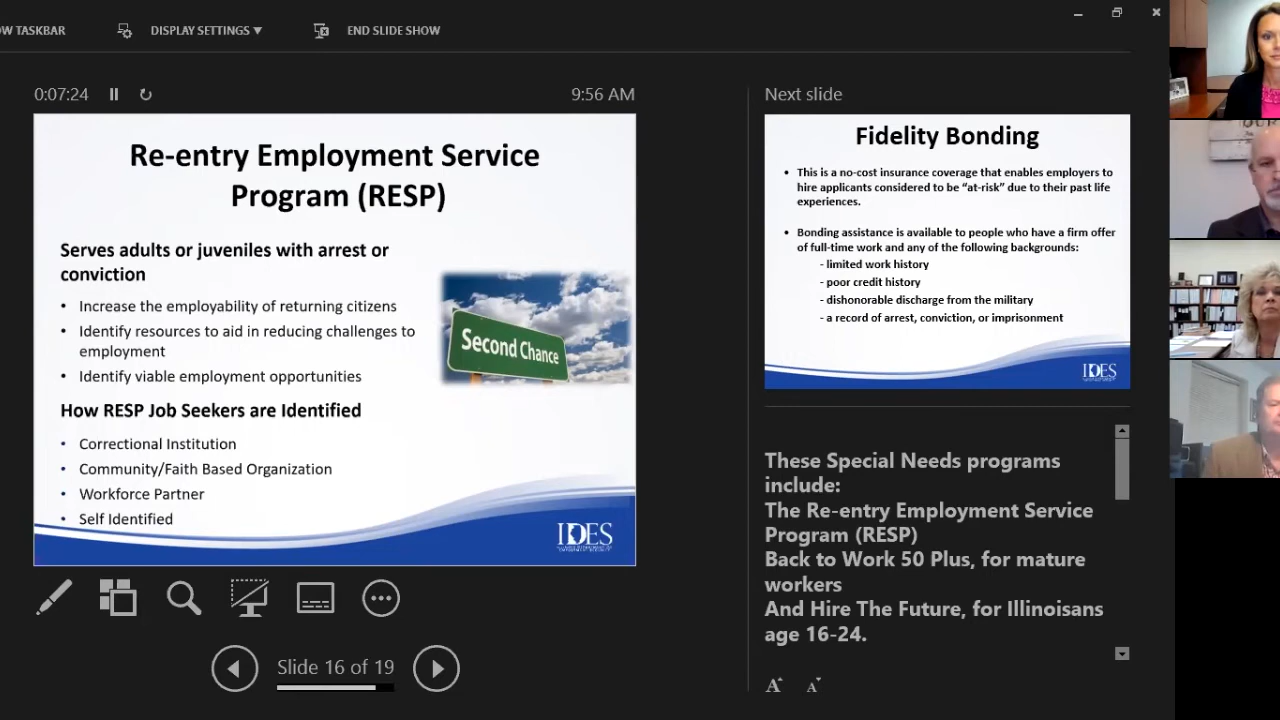 OW TASKBAR
DISPLAY SETTINGS ▼
END SLIDE SHOW
0:07:24
9:56 AM
Re-entry Employment Service
Program (RESP)
Serves adults or juveniles with arrest or
conviction
• Increase the employability of returning citizens
• Identify resources to aid in reducing challenges to
employment
• Identify viable employment opportunities
Second Chance
How RESP Job Seekers are Identified
• Correctional Institution
• Community/Faith Based Organization
• Workforce Partner
• Self Identified
IDES
Slide 16 of 19
Next slide
Fidelity Bonding
• This is a no-cost insurance coverage that enables employers to
hire applicants considered to be “at-risk” due to their past life
experiences.
• Bonding assistance is available to people who have a firm offer
of full-time work and any of the following backgrounds:
- limited work history
- poor credit history
- dishonorable discharge from the military
- a record of arrest, conviction, or imprisonment
IDES
These Special Needs programs
include:
The Re-entry Employment Service
Program (RESP)
Back to Work 50 Plus, for mature
workers
And Hire The Future, for Illinoisans
age 16-24.
A A